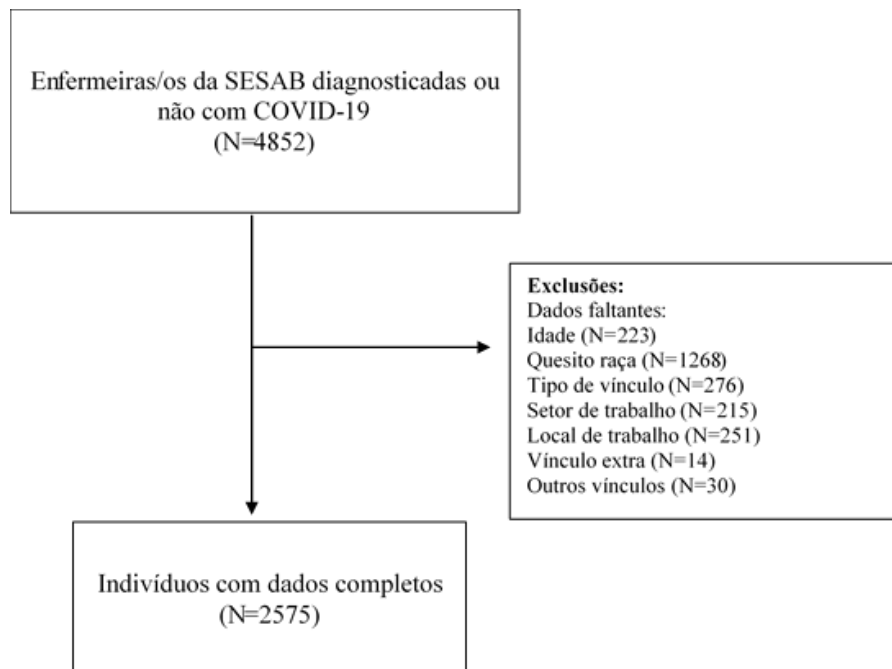 Enfermeiras/os da SESAB diagnosticadas ou
não com COVID-19
(N=4852)
Exclusões:
Dados faltantes:
Idade (N=223)
Quesito raça (N=1268)
Tipo de vínculo (N=276)
Setor de trabalho (N=215)
Local de trabalho (N=251)
Vínculo extra (N=14)
Outros vínculos (N=30)
Indivíduos com dados completos
(N=2575)